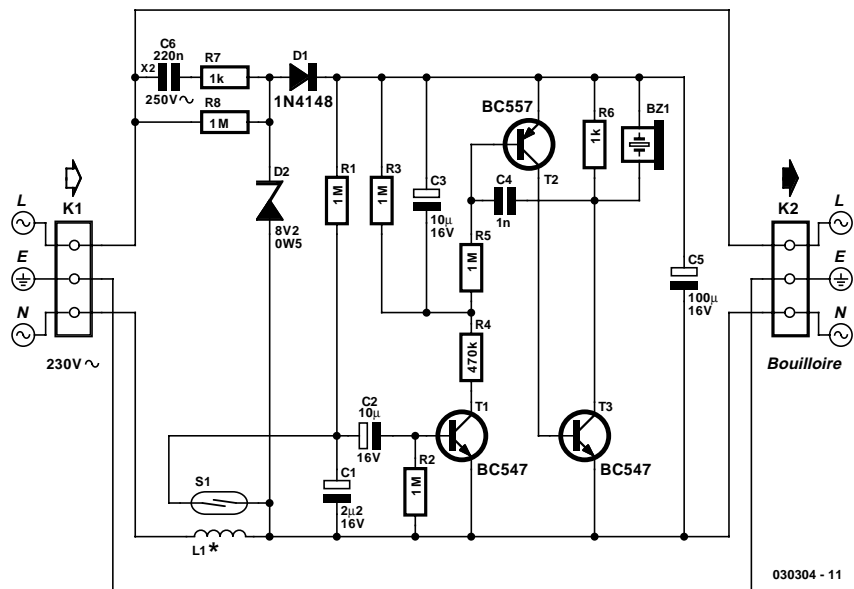 C6
220n
X2
250V~
R7
1k
D1
1N4148
R8
1M
D2
8V2
0W5
R1
1M
R3
1M
C3
10µ
16V
BC557
T2
C4
1n
R5
1M
R6
1k
BZ1
R4
470k
C5
100µ
16V
K1
L
E
N
230V~
K2
L
E
N
Bouilloire
C2
10µ
16V
T1
BC547
T3
BC547
R2
1M
C1
2µ2
16V
S1
L1*
030304 - 11